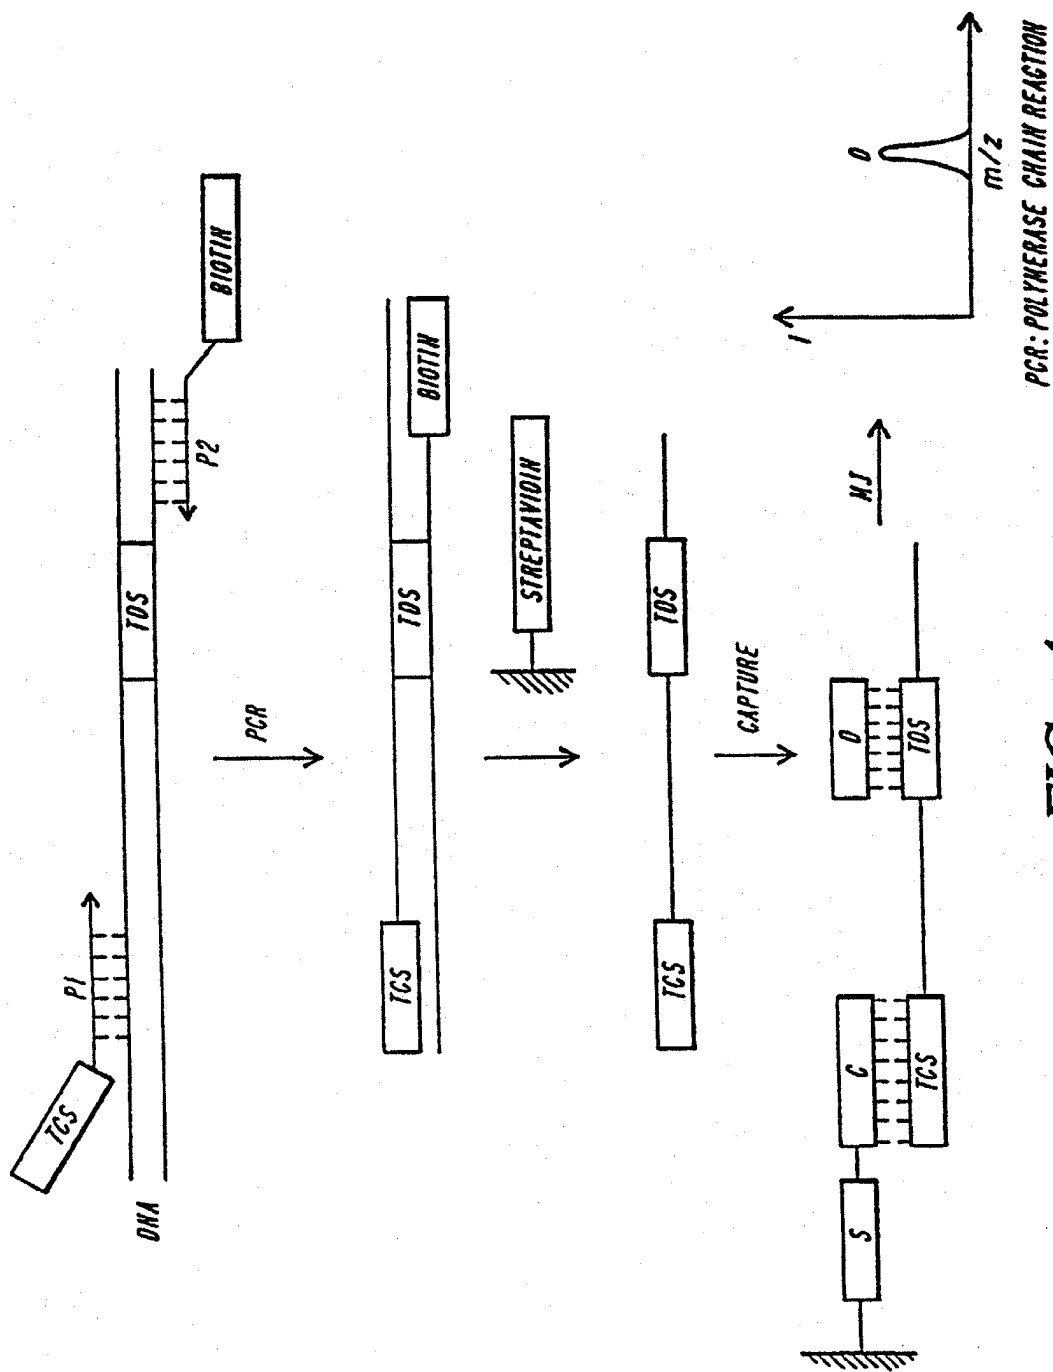 TCS
P1
DNA
TDS
P2
BIOTIN
PCR
TCS
TDS
BIOTIN
STREPTAVIDIN
TCS
TDS
CAPTURE
S
C
TCS
D
TDS
MS
I
D
m/z
PCR: POLYMERASE CHAIN REACTION